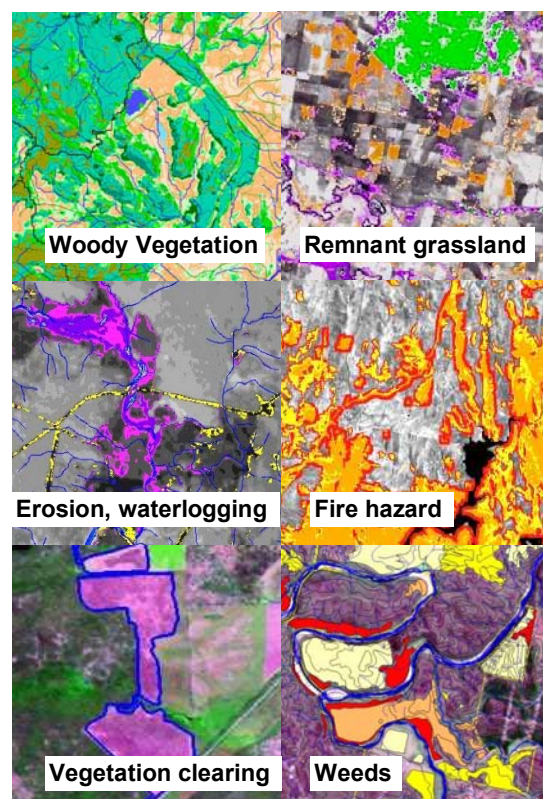 Woody Vegetation
Remnant grassland
Erosion, waterlogging
Fire hazard
Vegetation clearing
Weeds